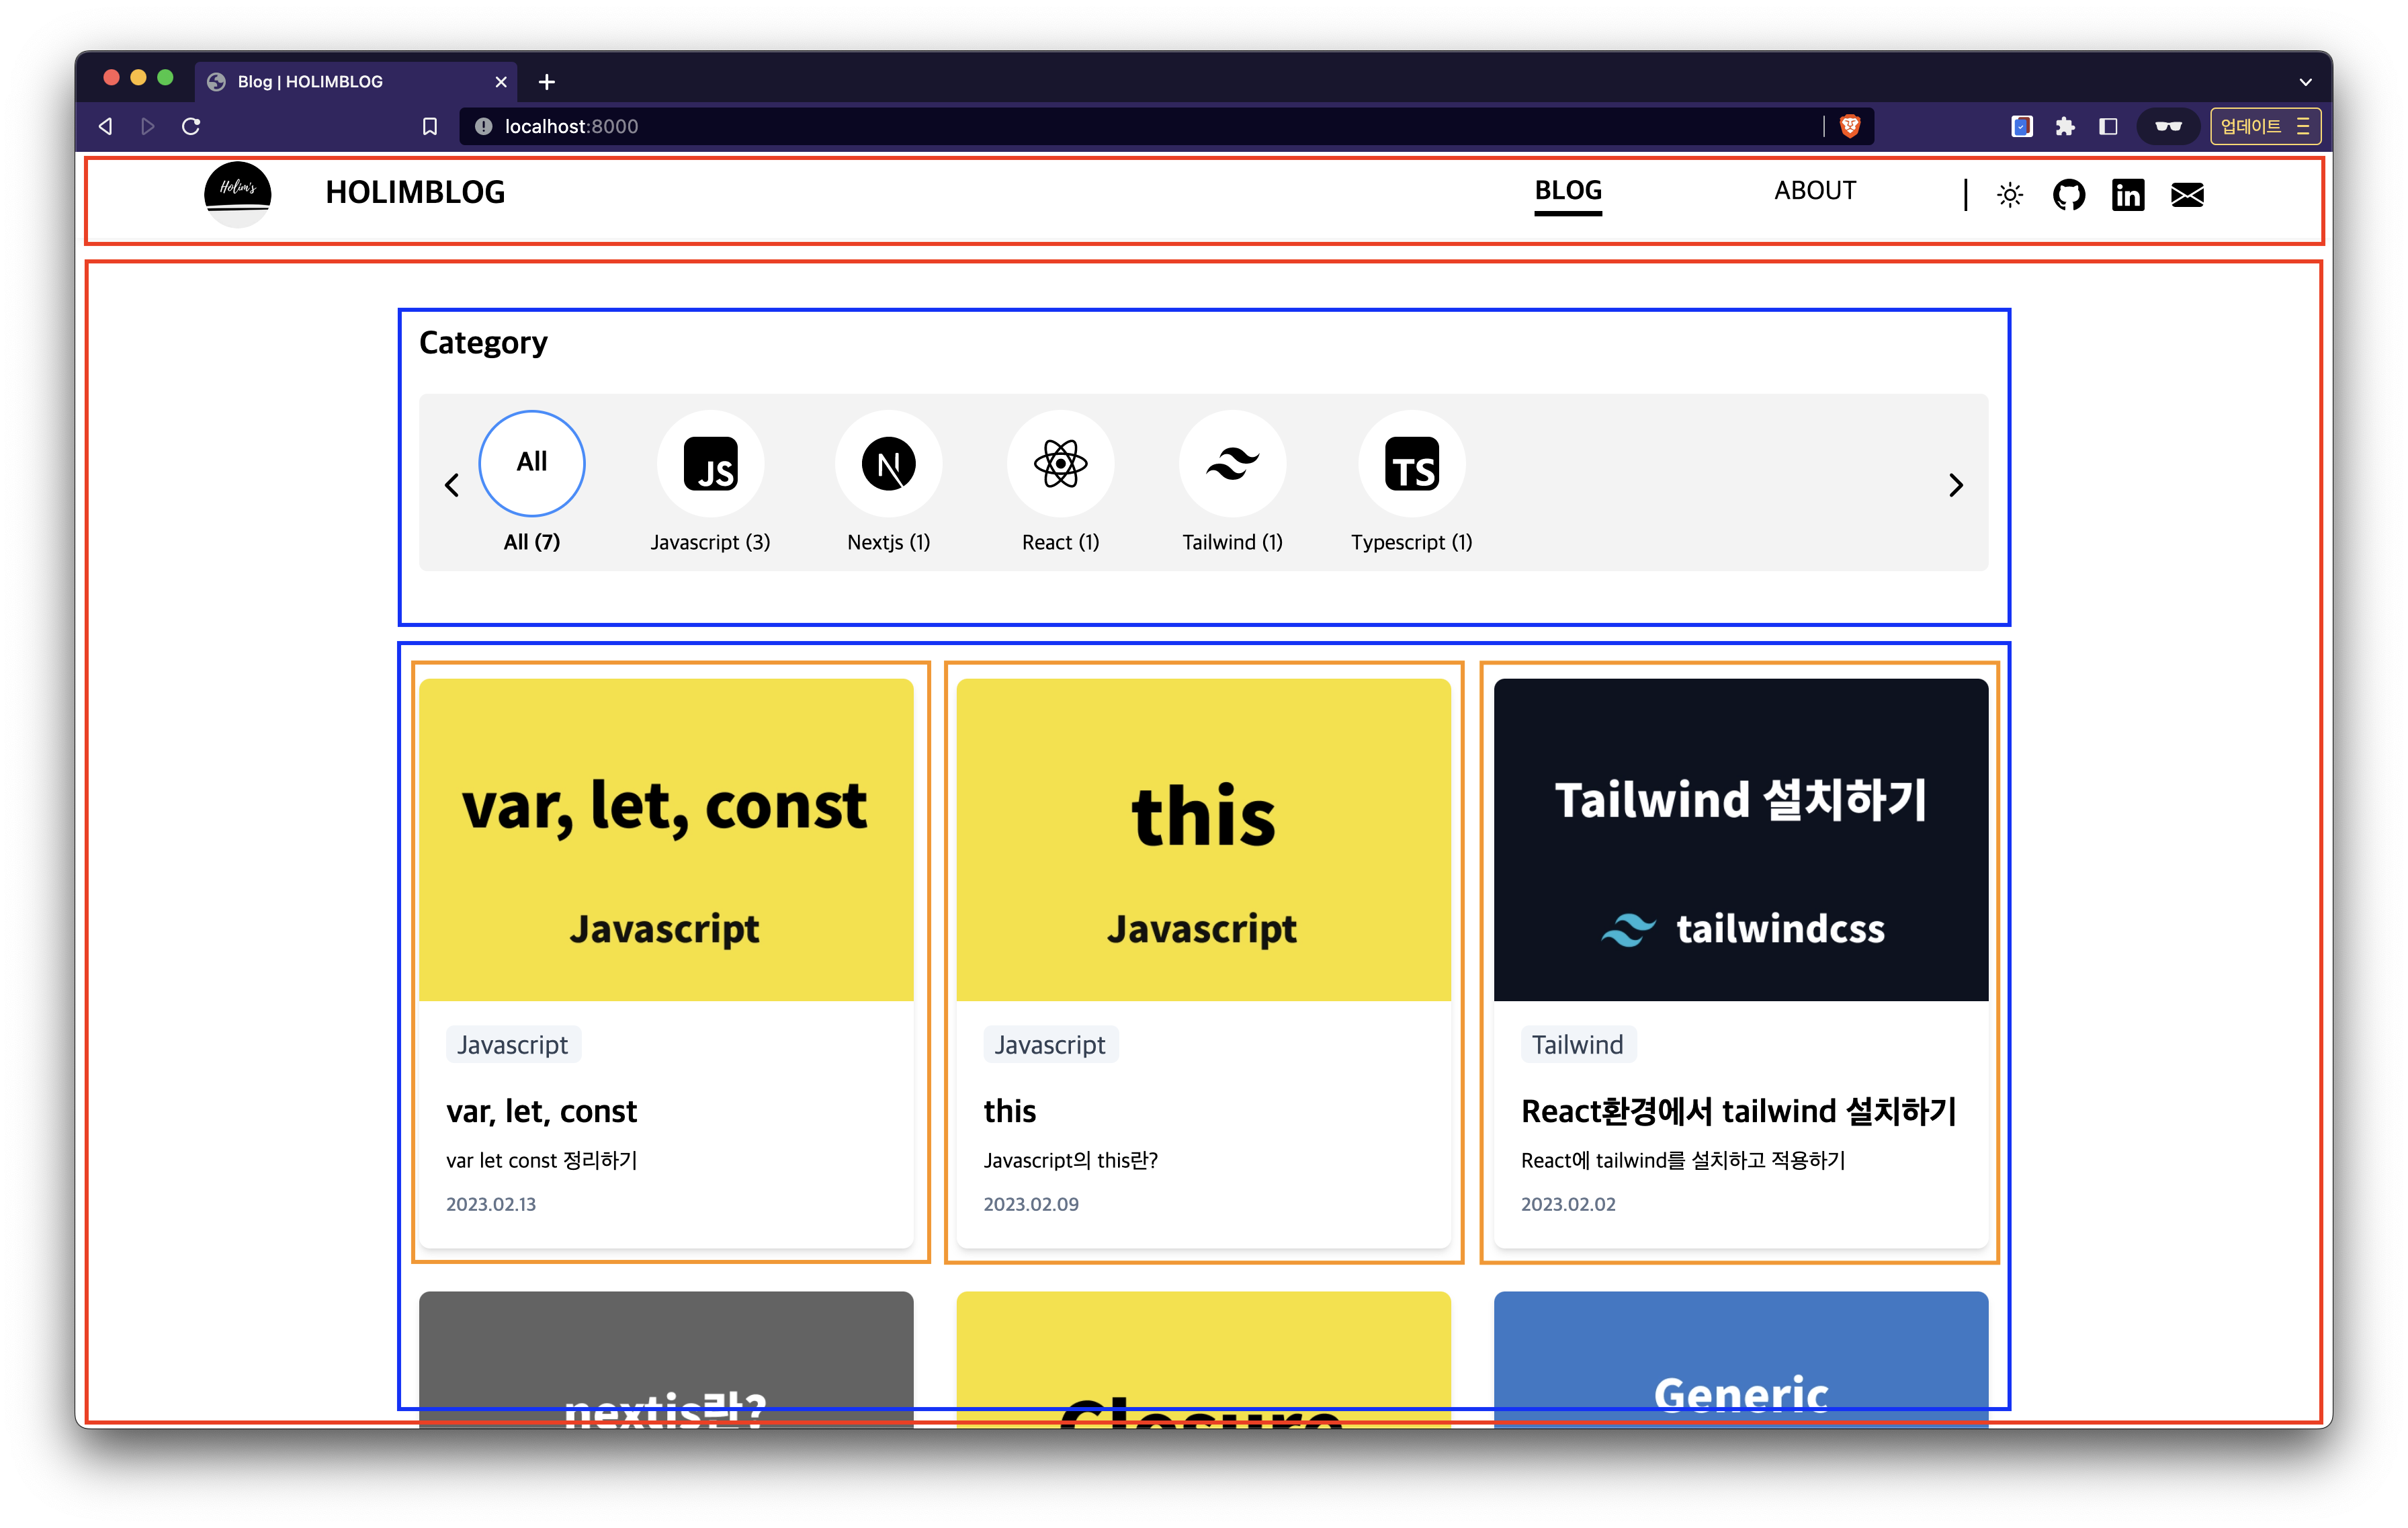 Blog | HOLIMBLOG
localhost:8000
업데이트
Holim's
HOLIMBLOG
BLOG
ABOUT
Category
All
JS
N
TS
All (7)
Javascript (3)
Nextjs (1)
React (1)
Tailwind (1)
Typescript (1)
var, let, const
Javascript
this
Javascript
Tailwind 설치하기
tailwindcss
Javascript
var, let, const
var let const 정리하기
2023.02.13
Javascript
this
Javascript의 this란?
2023.02.09
Tailwind
React환경에서 tailwind 설치하기
React에 tailwind를 설치하고 적용하기
2023.02.02
nextjs란?
Closure
Generic